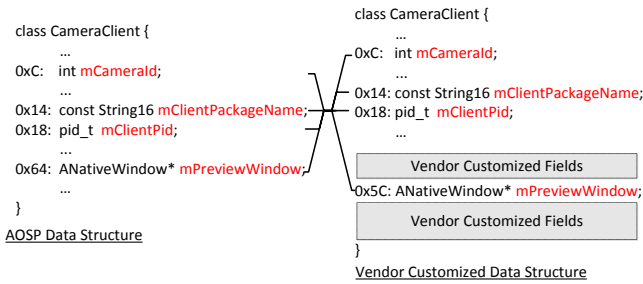 class CameraClient {
...
0xC: int mCameraId;
...
0x14: const String16 mClientPackageName;
0x18: pid_t mClientPid;
...
0x64: ANativeWindow* mPreviewWindow;
...
}
AOSP Data Structure
class CameraClient {
...
0xC: int mCameraId;
...
0x14: const String16 mClientPackageName;
0x18: pid_t mClientPid;
...
Vendor Customized Fields
0x5C: ANativeWindow* mPreviewWindow;
Vendor Customized Fields
}
Vendor Customized Data Structure